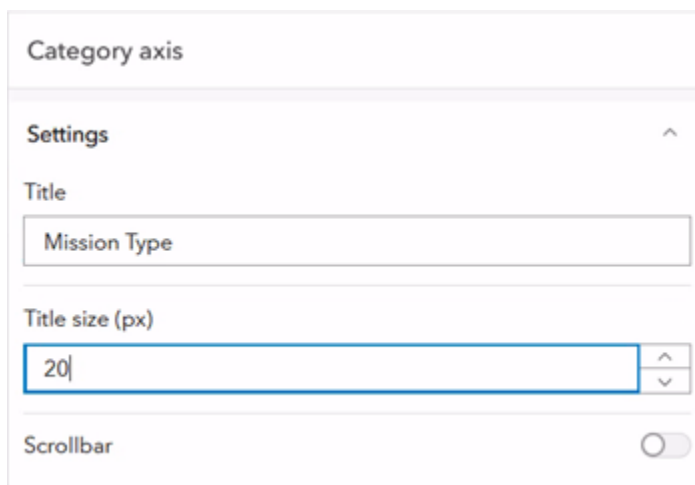 Category axis
Settings
Title
Mission Type
Title size (px)
20
Scrollbar